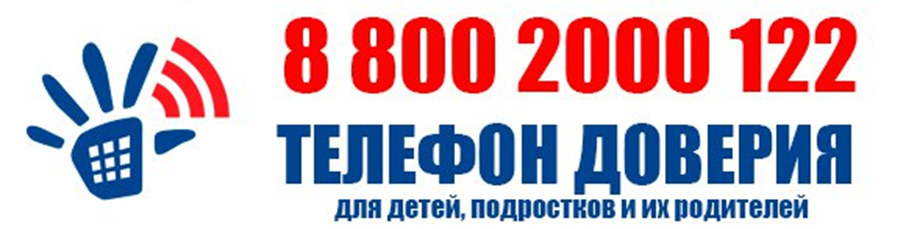 8 800 2000 122
ТЕЛЕФОН ДОВЕРИЯ
для детей, подростков и их родителей